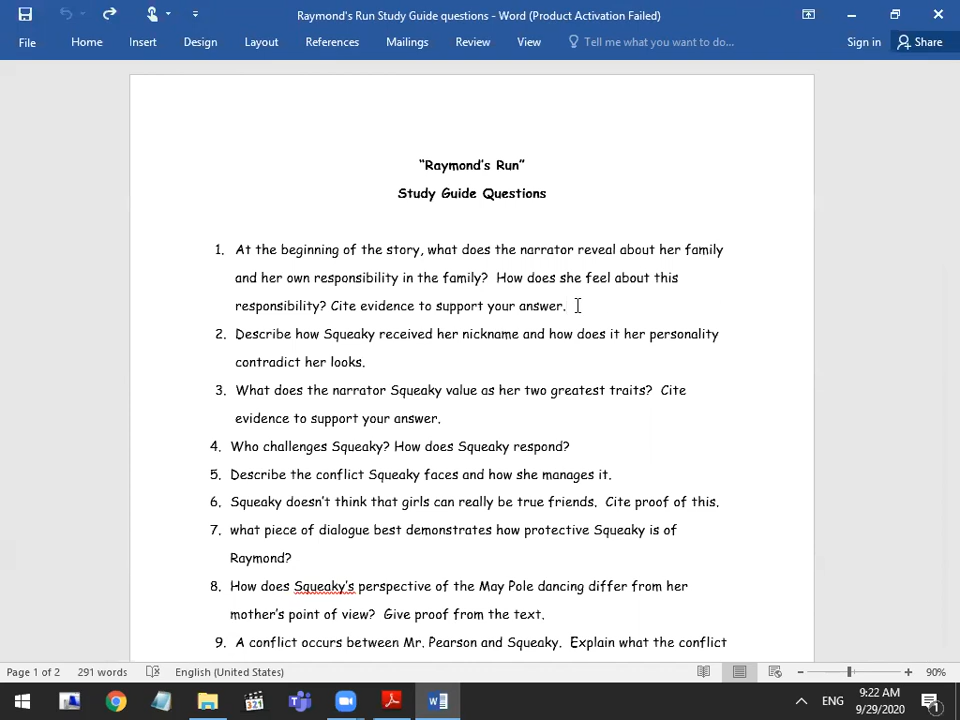 Raymond's Run Study Guide questions - Word (Product Activation Failed)
File Home Insert Design Layout References Mailings Review View Tell me what you want to do... Sign in Share
“Raymond’s Run”
Study Guide Questions
1. At the beginning of the story, what does the narrator reveal about her family
and her own responsibility in the family? How does she feel about this
responsibility? Cite evidence to support your answer.
2. Describe how Squeaky received her nickname and how does it her personality
contradict her looks.
3. What does the narrator Squeaky value as her two greatest traits? Cite
evidence to support your answer.
4. Who challenges Squeaky? How does Squeaky respond?
5. Describe the conflict Squeaky faces and how she manages it.
6. Squeaky doesn’t think that girls can really be true friends. Cite proof of this.
7. what piece of dialogue best demonstrates how protective Squeaky is of
Raymond?
8. How does Squeaky’s perspective of the May Pole dancing differ from her
mother’s point of view? Give proof from the text.
9. A conflict occurs between Mr. Pearson and Squeaky. Explain what the conflict
Page 1 of 2 291 words English (United States) 90%
321 ENG 9:22 AM
9/29/2020 1